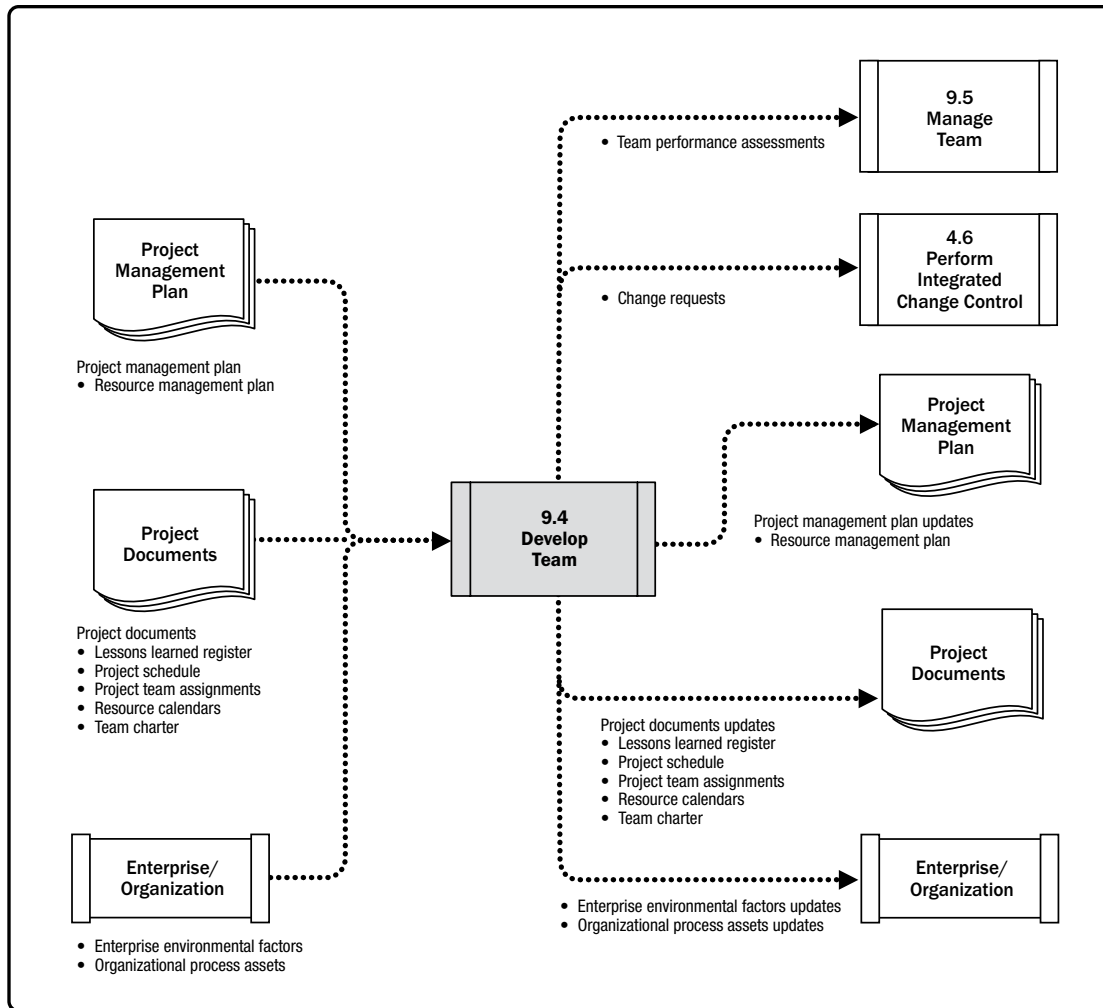 Project
Management
Plan
Project management plan
• Resource management plan
Project
Documents
Project documents
• Lessons learned register
• Project schedule
• Project team assignments
• Resource calendars
• Team charter
Enterprise/
Organization
• Enterprise environmental factors
• Organizational process assets
9.4
Develop
Team
• Team performance assessments
9.5
Manage
Team
• Change requests
4.6
Perform
Integrated
Change Control
Project
Management
Plan
Project management plan updates
• Resource management plan
Project
Documents
Project documents updates
• Lessons learned register
• Project schedule
• Project team assignments
• Resource calendars
• Team charter
Enterprise/
Organization
• Enterprise environmental factors updates
• Organizational process assets updates